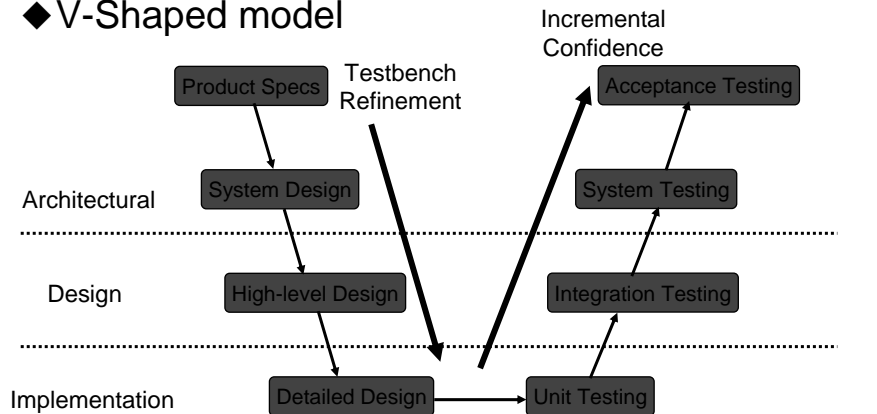 ◆V-Shaped model
Incremental
Confidence
Testbench
Refinement
Product Specs
Acceptance Testing
Architectural
System Design
System Testing
Design
High-level Design
Integration Testing
Implementation
Detailed Design
Unit Testing